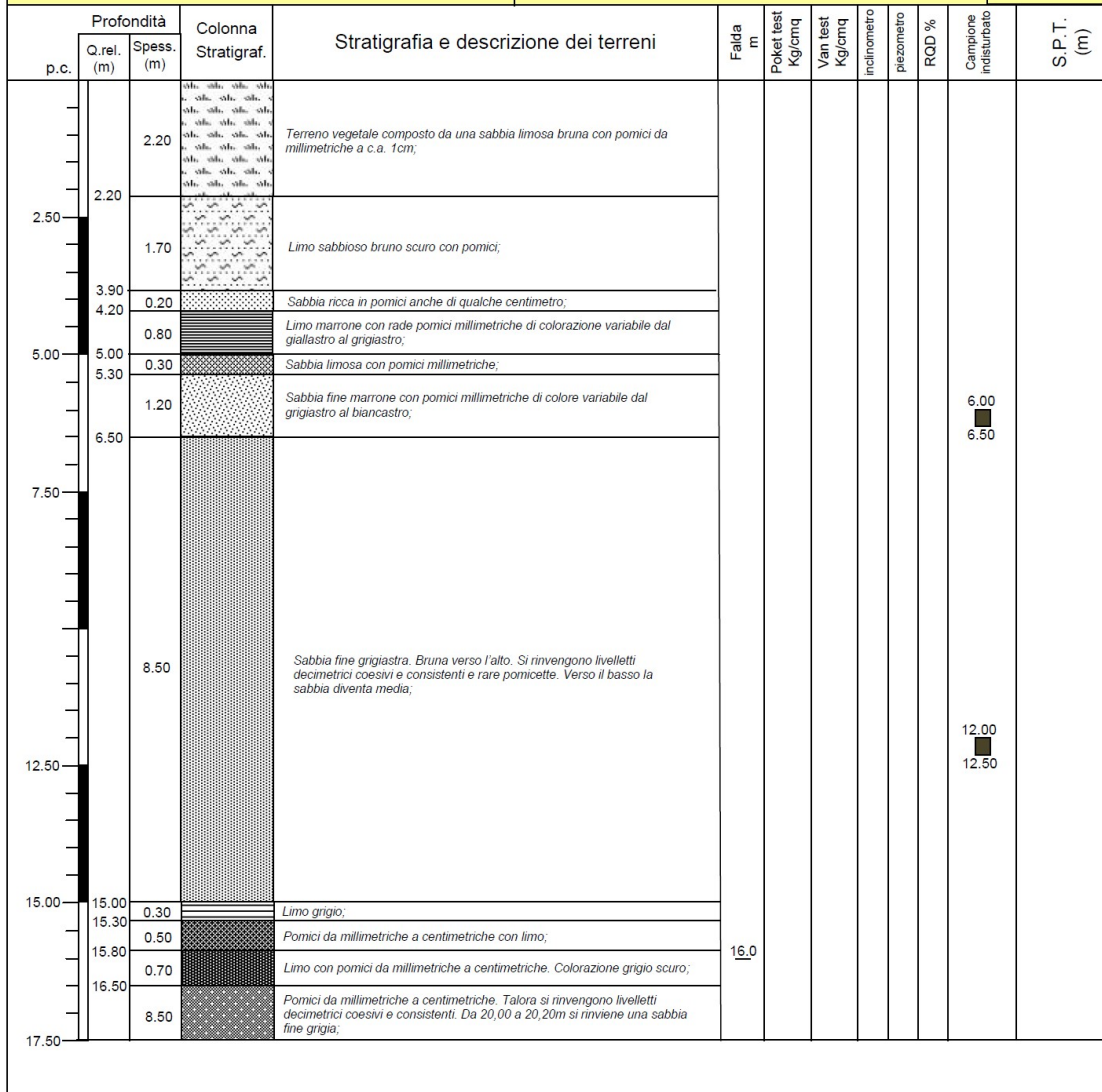 Profondità
Q.rel.
(m)
Spess.
(m)
p.c.
Colonna
Stratigraf.
Stratigrafia e descrizione dei terreni
Falda
m
Poket test
Kg/cmq
Van test
Kg/cmq
inclinometro
piezometro
RQD %
Campione
indisturbato
S.P.T.
(m)
2.20
Terreno vegetale composto da una sabbia limosa bruna con pomici da
millimetriche a c.a. 1cm;
2.20
2.50
1.70
Limo sabbioso bruno scuro con pomici;
3.90
0.20
Sabbia ricca in pomici anche di qualche centimetro;
4.20
0.80
Limo marrone con rade pomici millimetriche di colorazione variabile dal
giallastro al grigiastro;
5.00
5.00
0.30
Sabbia limosa con pomici millimetriche;
5.30
1.20
Sabbia fine marrone con pomici millimetriche di colore variabile dal
grigiastro al biancastro;
6.00
6.50
6.50
7.50
8.50
Sabbia fine grigiastra. Bruna verso l'alto. Si rinvengono livelletti
decimetrici coesivi e consistenti e rare pomicette. Verso il basso la
sabbia diventa media;
12.00
12.50
12.50
15.00
15.00
0.30
Limo grigio;
15.30
0.50
Pomici da millimetriche a centimetriche con limo;
15.80
16.0
0.70
Limo con pomici da millimetriche a centimetriche. Colorazione grigio scuro;
16.50
8.50
Pomici da millimetriche a centimetriche. Talora si rinvengono livelletti
decimetrici coesivi e consistenti. Da 20,00 a 20,20m si rinviene una sabbia
fine grigia;
17.50